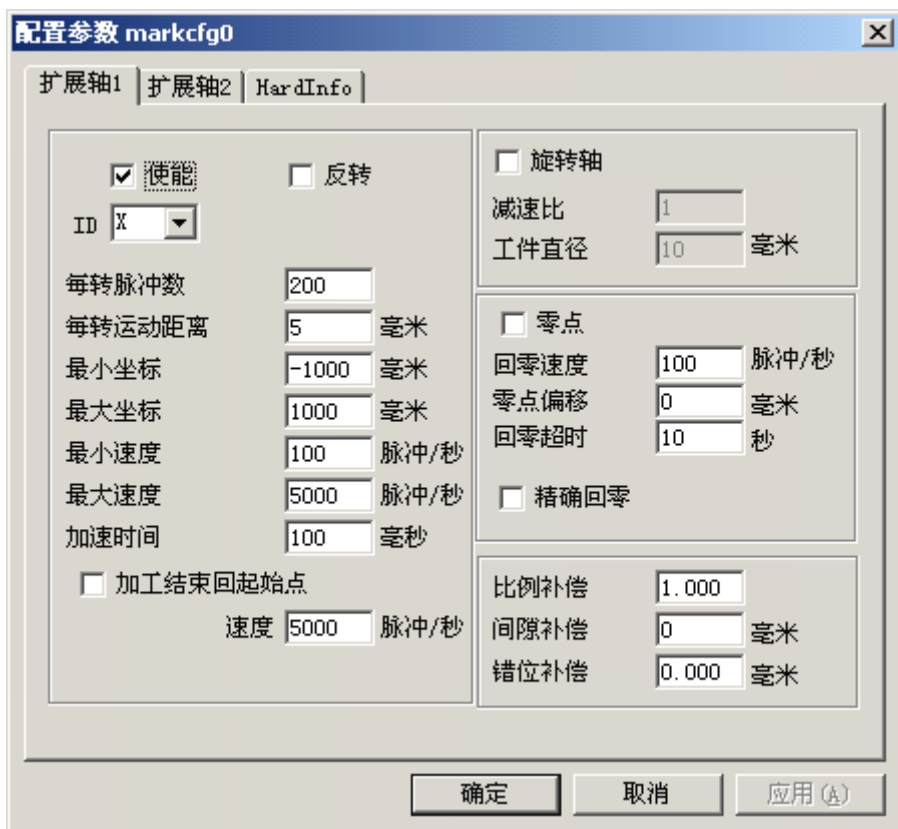 配置参数 markcfg0
扩展轴1 扩展轴2 HardInfo
使能 反转
ID X
每转脉冲数 200
每转运动距离 5 毫米
最小坐标 -1000 毫米
最大坐标 1000 毫米
最小速度 100 脉冲/秒
最大速度 5000 脉冲/秒
加速时间 100 毫秒
加工结束回起始点
速度 5000 脉冲/秒
旋转轴
减速比 1
工件直径 10 毫米
零点
回零速度 100 脉冲/秒
零点偏移 0 毫米
回零超时 10 秒
精确回零
比例补偿 1.000
间隙补偿 0 毫米
错位补偿 0.000 毫米
确定 取消 应用(A)